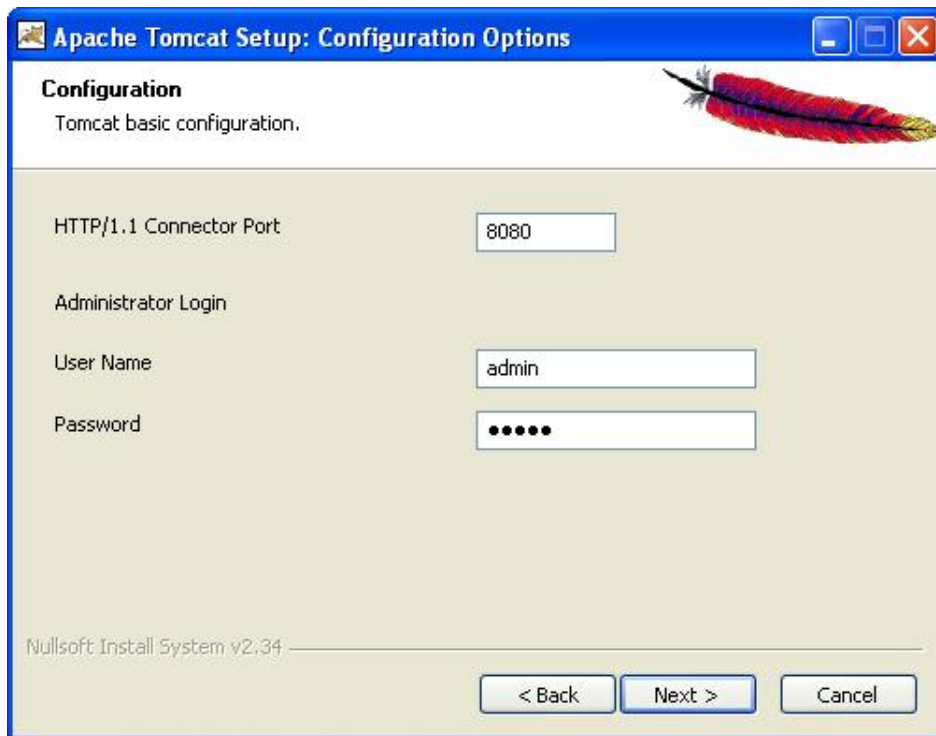 Apache Tomcat Setup: Configuration Options
Configuration
Tomcat basic configuration.
HTTP/1.1 Connector Port 8080
Administrator Login
User Name admin
Password •••••
Nullsoft Install System v2.34
< Back Next > Cancel